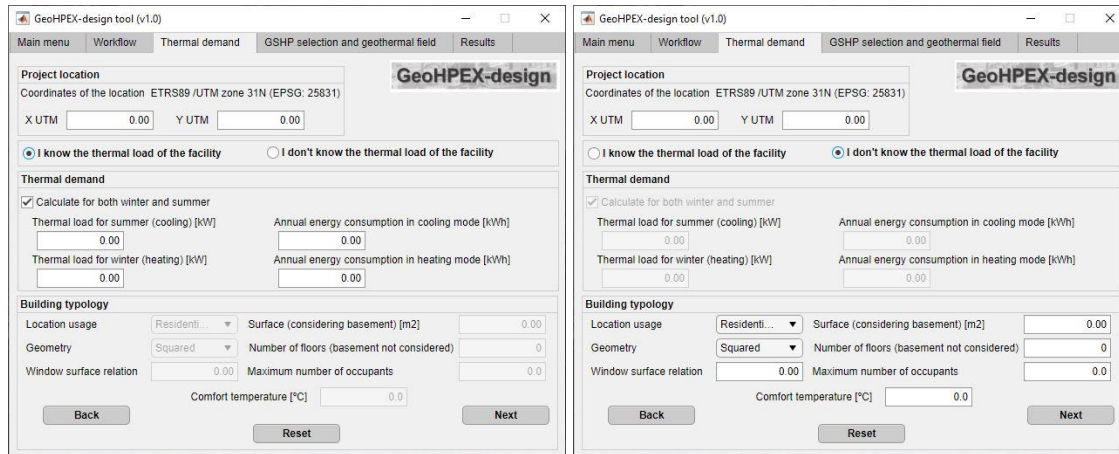 GeoHPEX-design tool (v1.0)
Main menu Workflow Thermal demand GSHP selection and geothermal field Results
Project location
GeoHPEX-design
Coordinates of the location ETRS89 /UTM zone 31N (EPSG: 25831)
X UTM 0.00 Y UTM 0.00
I know the thermal load of the facility I don't know the thermal load of the facility
Thermal demand
Calculate for both winter and summer
Thermal load for summer (cooling) [kW] Annual energy consumption in cooling mode [kWh]
0.00 0.00
Thermal load for winter (heating) [kW] Annual energy consumption in heating mode [kWh]
0.00 0.00
Building typology
Location usage Residenti... Surface (considering basement) [m2] 0.00
Geometry Squared Number of floors (basement not considered) 0
Window surface relation 0.00 Maximum number of occupants 0.0
Comfort temperature [°C] 0.0
Back Next
Reset
GeoHPEX-design tool (v1.0)
Main menu Workflow Thermal demand GSHP selection and geothermal field Results
Project location
GeoHPEX-design
Coordinates of the location ETRS89 /UTM zone 31N (EPSG: 25831)
X UTM 0.00 Y UTM 0.00
I know the thermal load of the facility I don't know the thermal load of the facility
Thermal demand
Calculate for both winter and summer
Thermal load for summer (cooling) [kW] Annual energy consumption in cooling mode [kWh]
0.00 0.00
Thermal load for winter (heating) [kW] Annual energy consumption in heating mode [kWh]
0.00 0.00
Building typology
Location usage Residenti... Surface (considering basement) [m2] 0.00
Geometry Squared Number of floors (basement not considered) 0
Window surface relation 0.00 Maximum number of occupants 0.0
Comfort temperature [°C] 0.0
Back Next
Reset